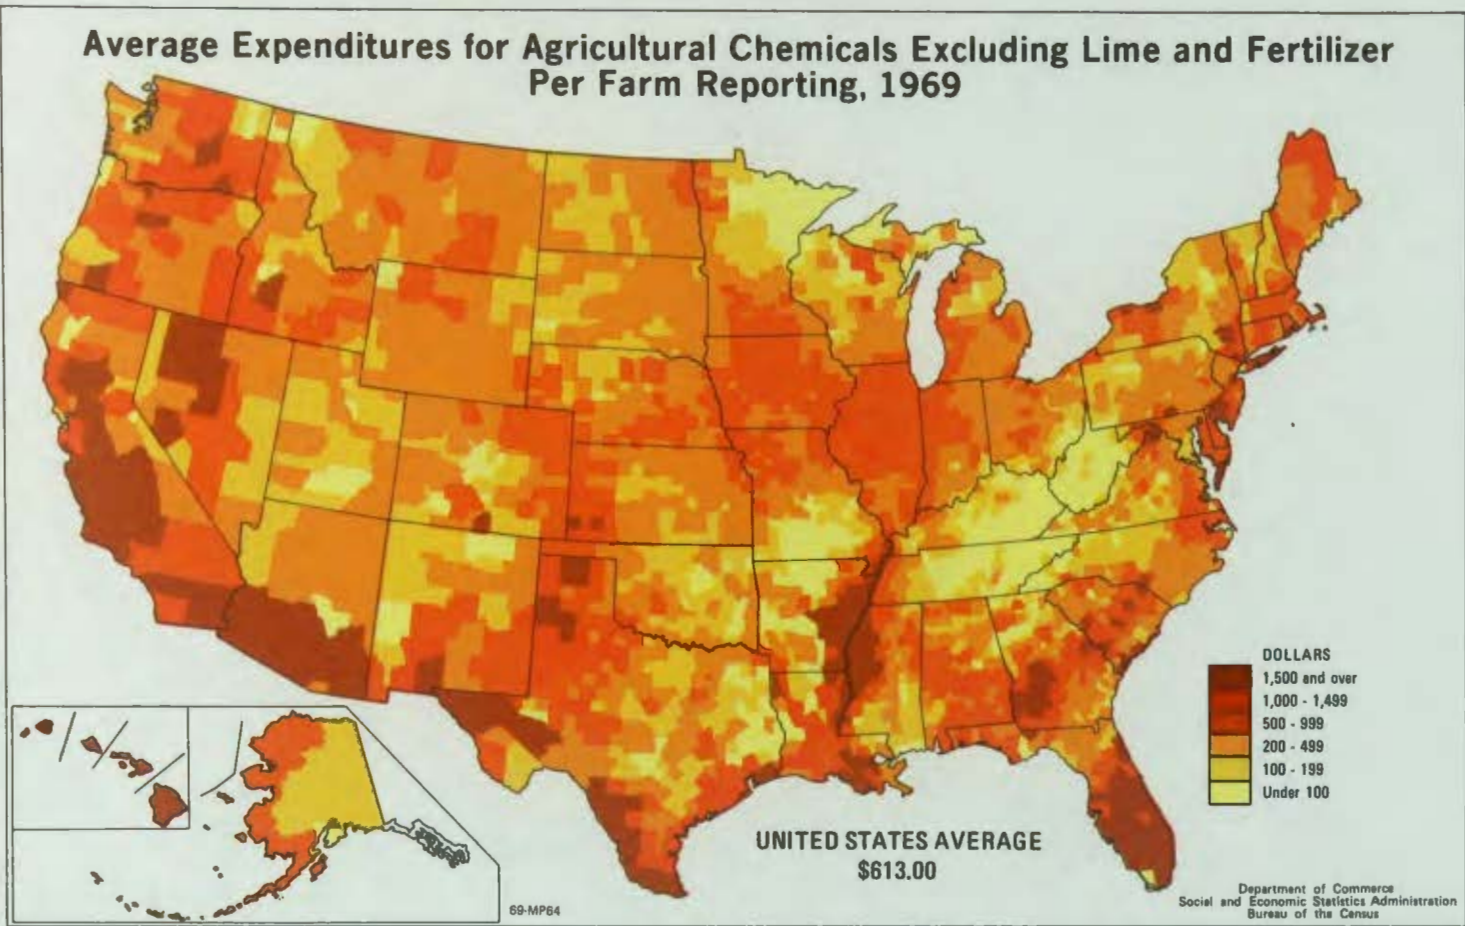 Average Expenditures for Agricultural Chemicals Excluding Lime and Fertilizer
Per Farm Reporting, 1969
DOLLARS
1,500 and over
1,000 - 1,499
500 - 999
200 - 499
100 - 199
Under 100
UNITED STATES AVERAGE
$613.00
69-MP64
Department of Commerce
Social and Economic Statistics Administration
Bureau of the Census